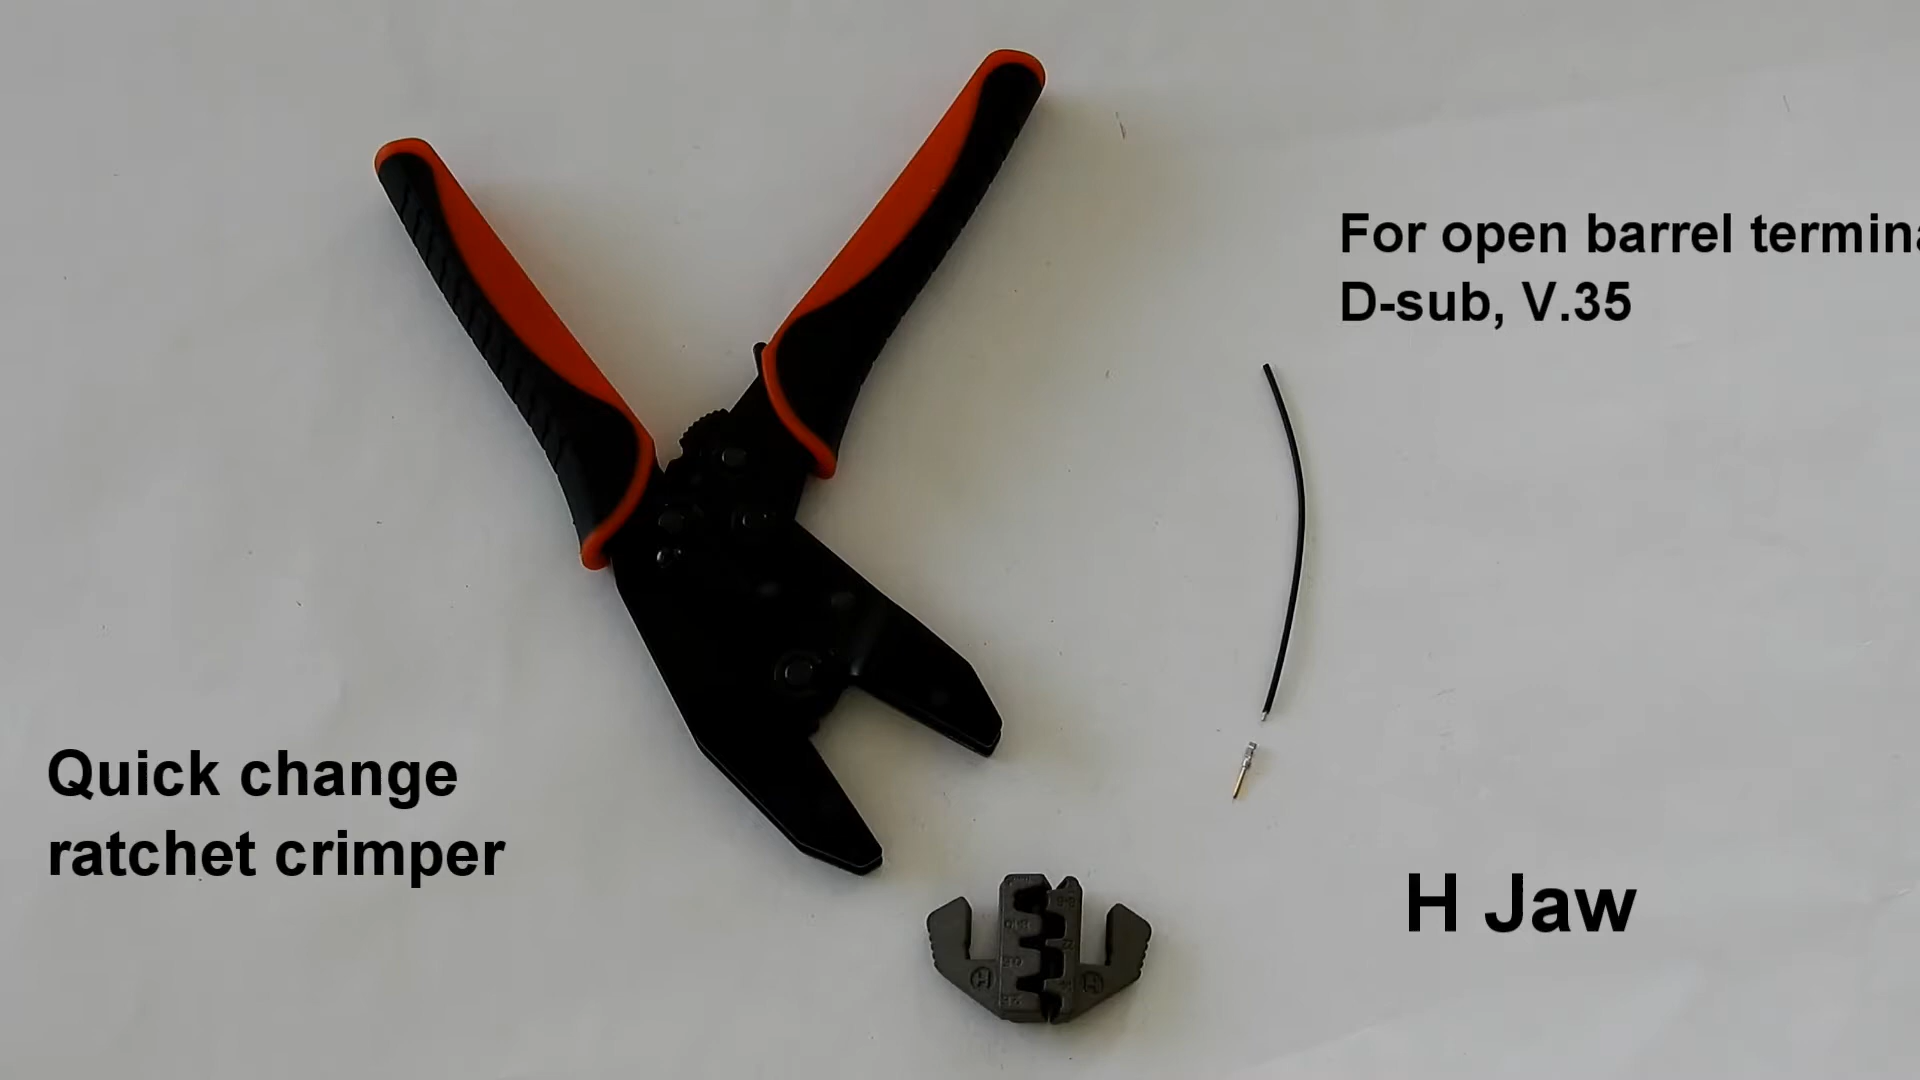 For open barrel termina
D-sub, V.35
Quick change
ratchet crimper
H Jaw
H
H